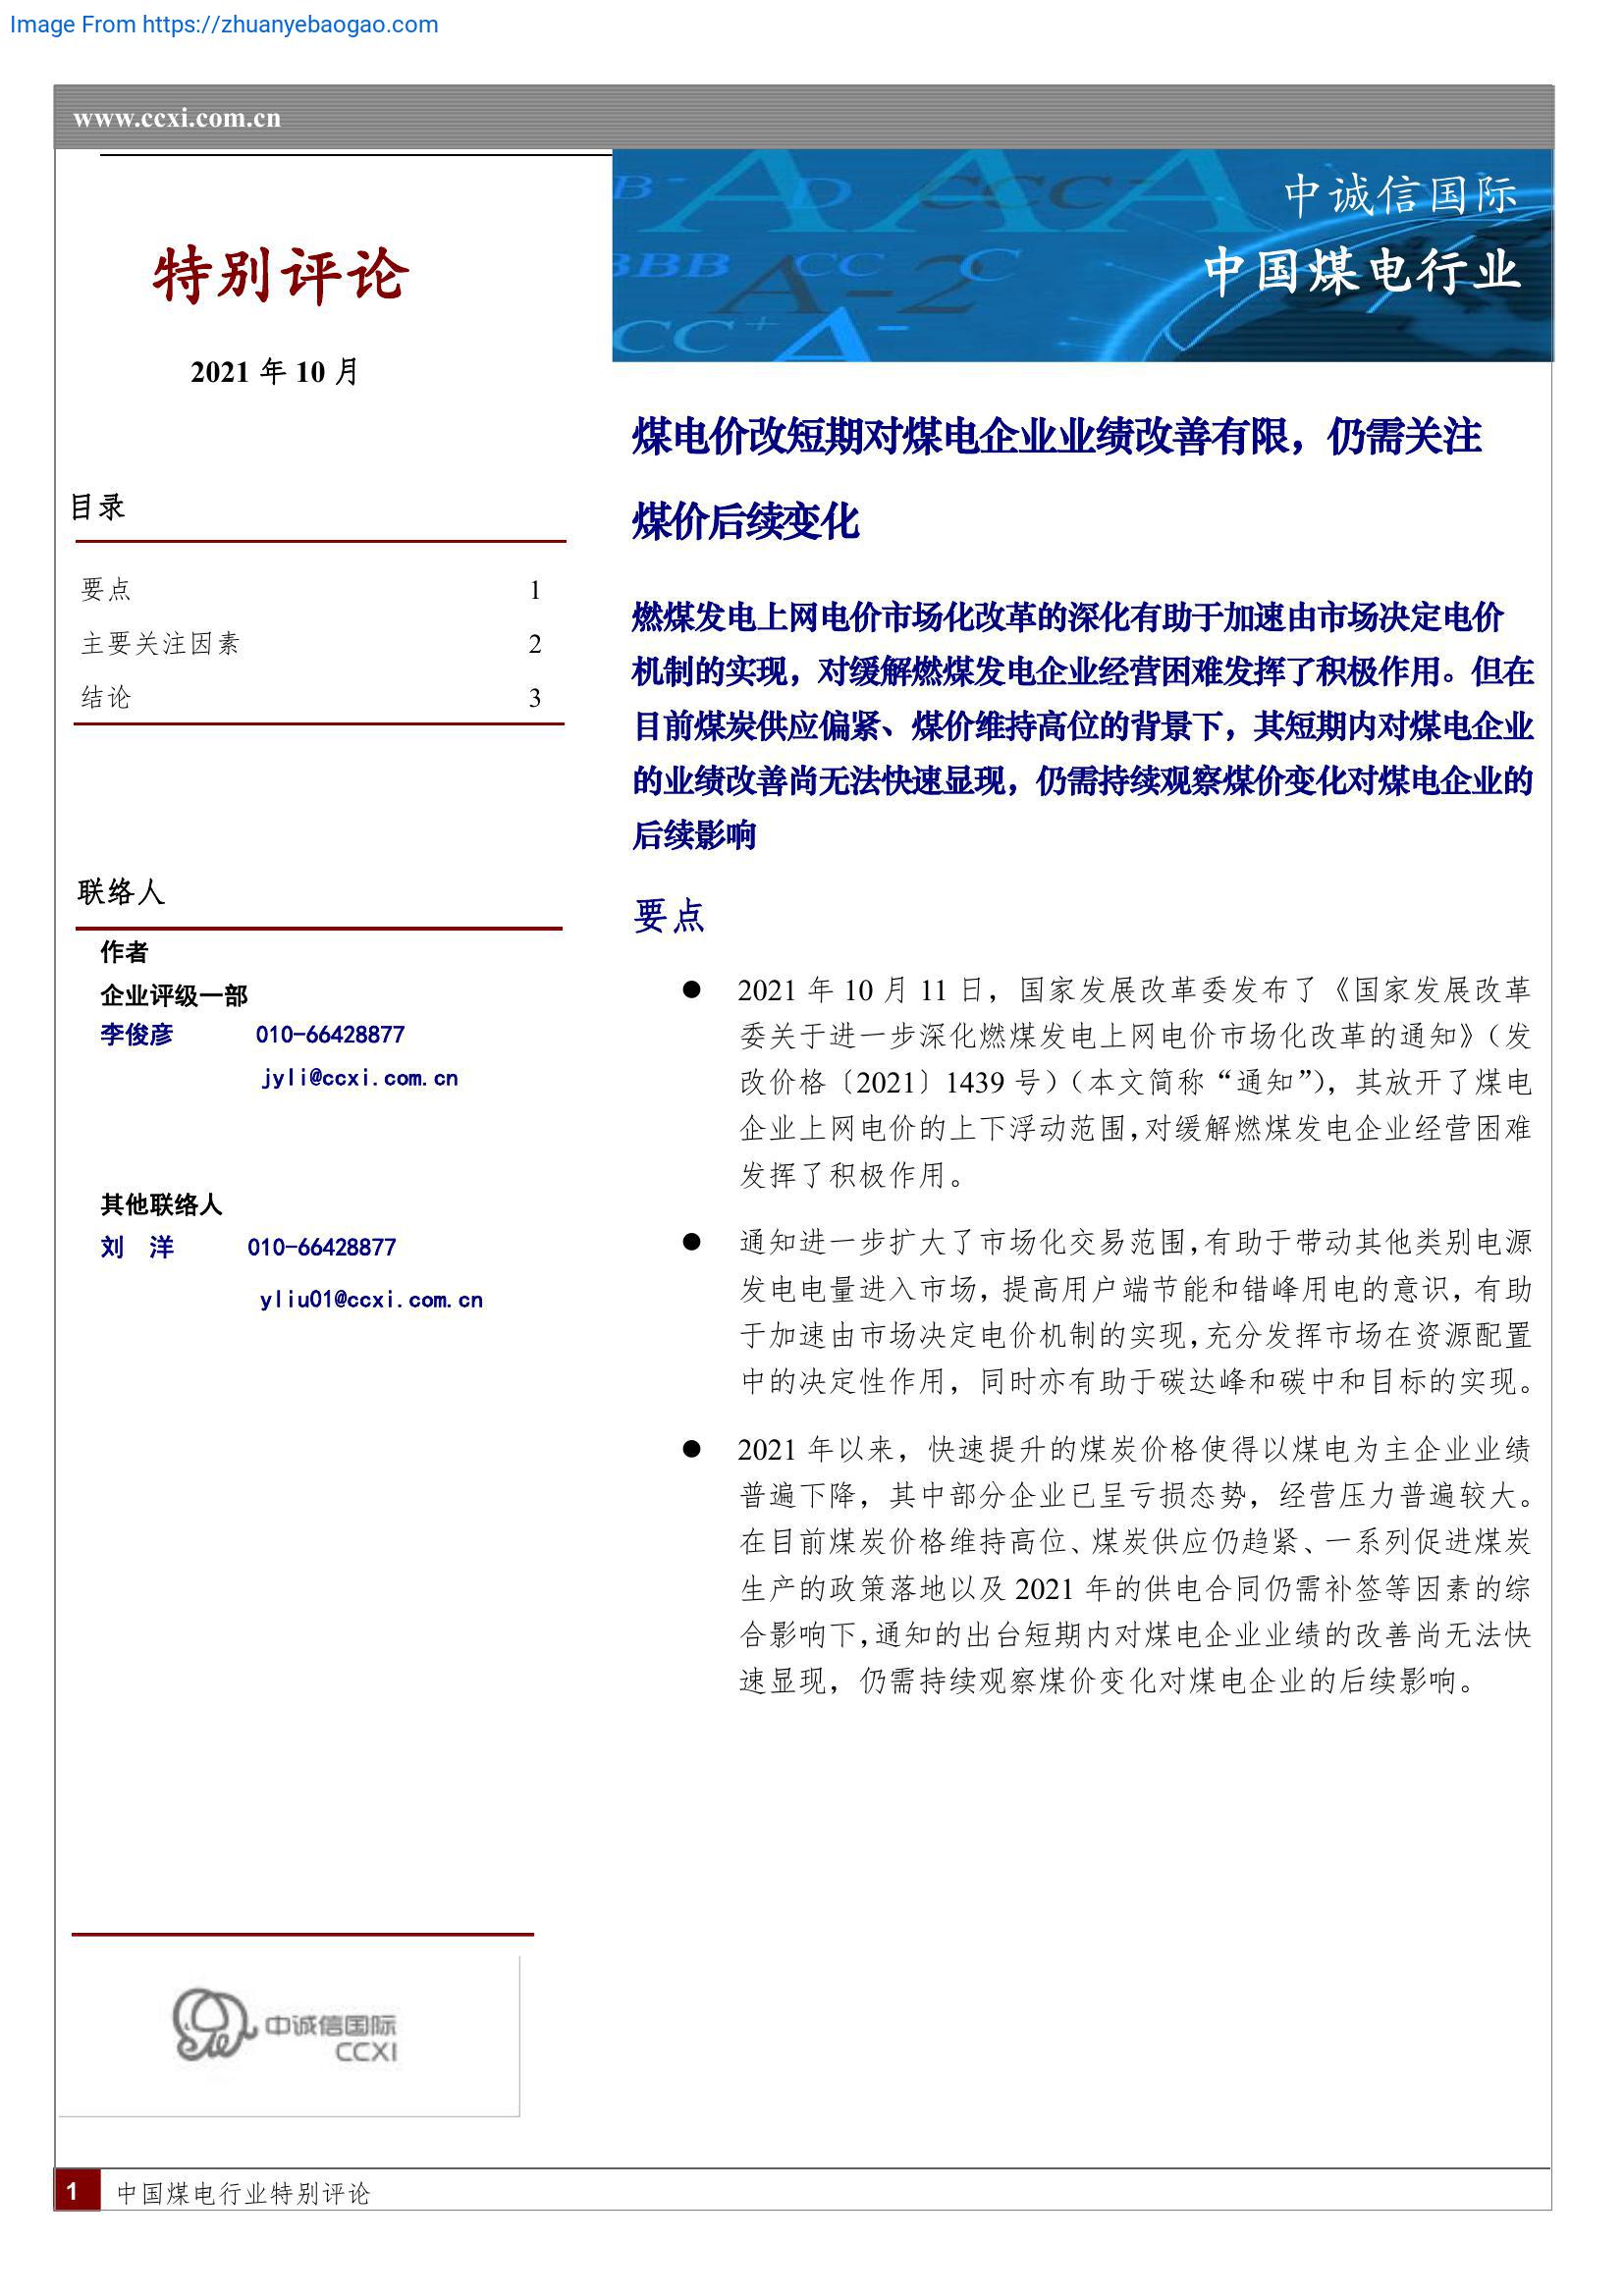 Image From https://zhuanyebaogao.com
www.ccxi.com.cn
特别评论
2021 年 10 月
目录
要点 1
主要关注因素 2
结论 3
联络人
作者
企业评级一部
李俊彦 010-66428877
jyli@ccxi.com.cn
其他联络人
刘 洋 010-66428877
yliu01@ccxi.com.cn
中诚信国际
CCXI
B- A D CCC A A
BBB A-2 CC C
CC+ A-
中诚信国际
中国煤电行业
煤电价改短期对煤电企业业绩改善有限，仍需关注
煤价后续变化
燃煤发电上网电价市场化改革的深化有助于加速由市场决定电价
机制的实现，对缓解燃煤发电企业经营困难发挥了积极作用。但在
目前煤炭供应偏紧、煤价维持高位的背景下，其短期内对煤电企业
的业绩改善尚无法快速显现，仍需持续观察煤价变化对煤电企业的
后续影响
要点
● 2021 年 10 月 11 日，国家发展改革委发布了《国家发展改革
委关于进一步深化燃煤发电上网电价市场化改革的通知》（发
改价格〔2021〕1439 号）（本文简称“通知”），其放开了煤电
企业上网电价的上下浮动范围，对缓解燃煤发电企业经营困难
发挥了积极作用。
● 通知进一步扩大了市场化交易范围，有助于带动其他类别电源
发电电量进入市场，提高用户端节能和错峰用电的意识，有助
于加速由市场决定电价机制的实现，充分发挥市场在资源配置
中的决定性作用，同时亦有助于碳达峰和碳中和目标的实现。
● 2021 年以来，快速提升的煤炭价格使得以煤电为主企业业绩
普遍下降，其中部分企业已呈亏损态势，经营压力普遍较大。
在目前煤炭价格维持高位、煤炭供应仍趋紧、一系列促进煤炭
生产的政策落地以及 2021 年的供电合同仍需补签等因素的综
合影响下，通知的出台短期内对煤电企业业绩的改善尚无法快
速显现，仍需持续观察煤价变化对煤电企业的后续影响。
1 中国煤电行业特别评论